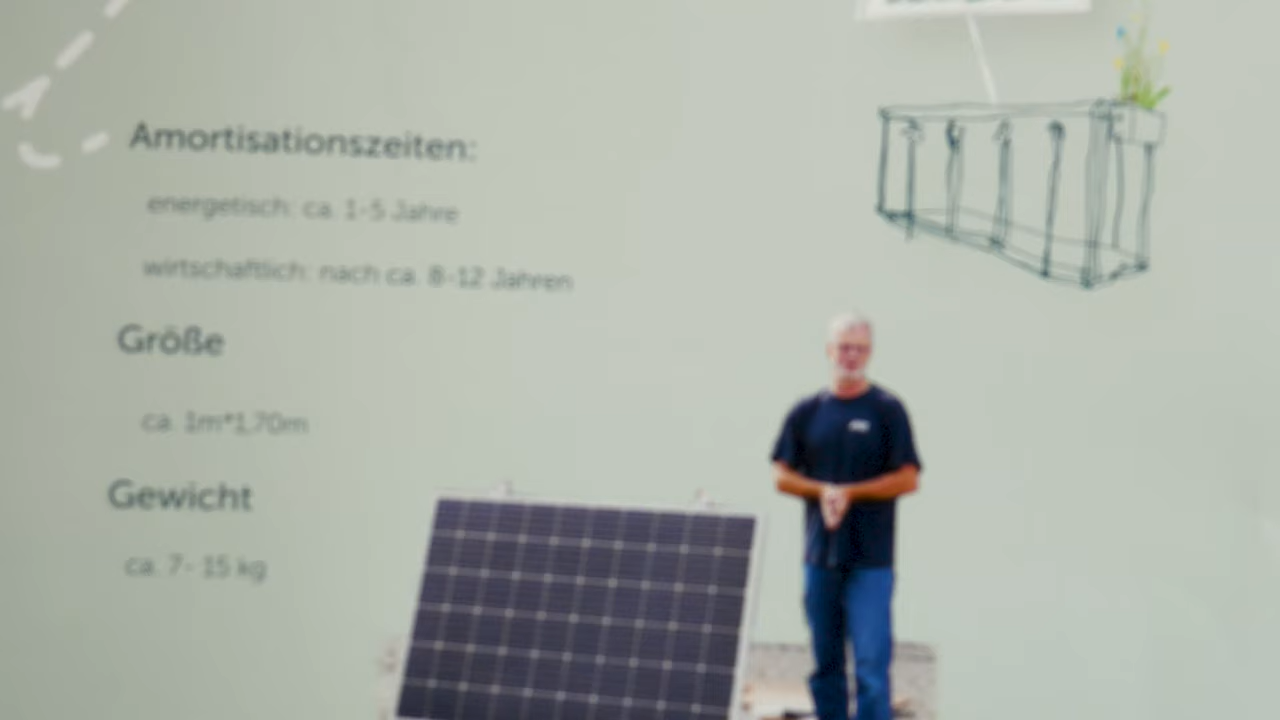 Amortisationszeiten:
energetisch: ca. 1-5 Jahre
wirtschaftlich: nach ca. 8-12 Jahren
Größe
ca. 1m*1,70m
Gewicht
ca. 7- 15 kg